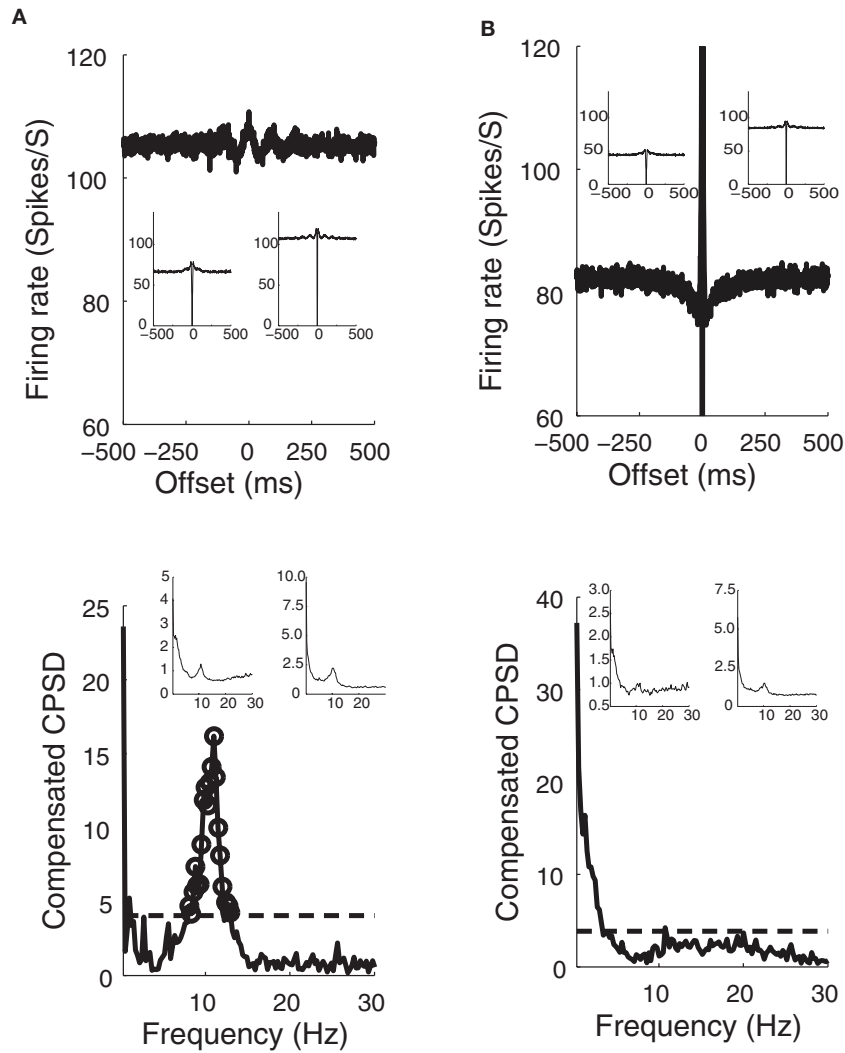 A
120
100
80
60
Firing rate (Spikes/S)
100
50
0
−500 0 500
100
50
0
−500 0 500
−500 −250 0 250 500
Offset (ms)
B
120
100
80
60
Firing rate (Spikes/S)
100
50
0
−500 0 500
100
50
0
−500 0 500
−500 −250 0 250 500
Offset (ms)
25
20
15
10
5
0
Compensated CPSD
5
4
3
2
1
0
10 20 30
10.0
7.5
5.0
2.5
0
10 20 30
10 20 30
Frequency (Hz)
40
30
20
10
0
Compensated CPSD
3.0
2.5
2.0
1.5
1.0
0.5
10 20 30
7.5
5.0
2.5
0
10 20 30
10 20 30
Frequency (Hz)